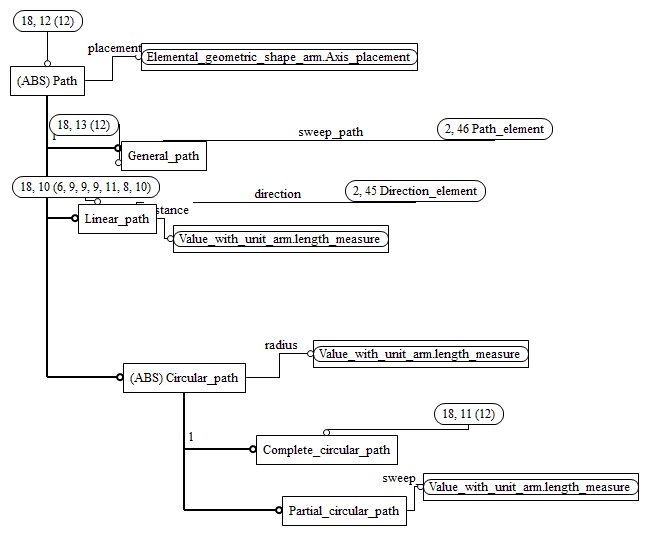 18, 12 (12)
placement
Elemental_geometric_shape_arm.Axis_placement
(ABS) Path
18, 13 (12)
sweep_path
2, 46 Path_element
General_path
18, 10 (6, 9, 9, 9, 11, 8, 10)
direction
2, 45 Direction_element
stance
Linear_path
Value_with_unit_arm.length_measure
radius
Value_with_unit_arm.length_measure
(ABS) Circular_path
18, 11 (12)
1
Complete_circular_path
sweep
Value_with_unit_arm.length_measure
Partial_circular_path